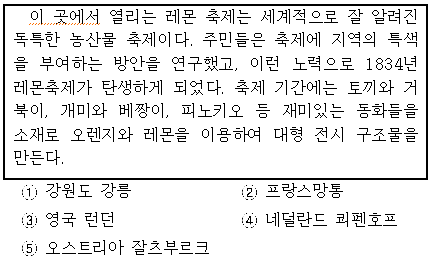 이 곳에서 열리는 레몬 축제는 세계적으로 잘 알려진
독특한 농산물 축제이다. 주민들은 축제에 지역의 특색
을 부여하는 방안을 연구했고, 이런 노력으로 1834년
레몬축제가 탄생하게 되었다. 축제 기간에는 토끼와 거
북이, 개미와 베짱이, 피노키오 등 재미있는 동화들을
소재로 오렌지와 레몬을 이용하여 대형 전시 구조물을
만든다.
① 강원도 강릉 ② 프랑스망통
③ 영국 런던 ④ 네덜란드 쾨펜호프
⑤ 오스트리아 잘츠부르크